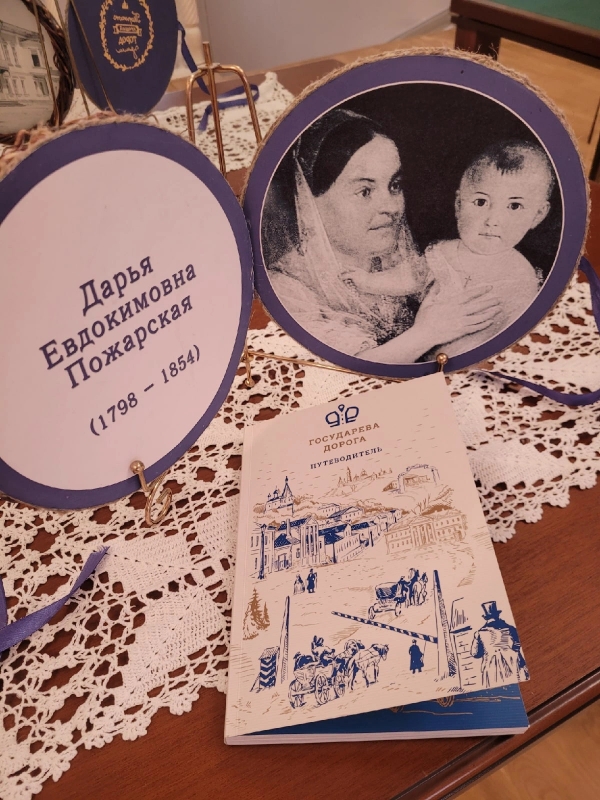 Дарья
Евдокимовна
Пожарская
(1798 – 1854)
ГОСУДАРЕВА
ДОРОГА
ПУТЕВОДИТЕЛЬ